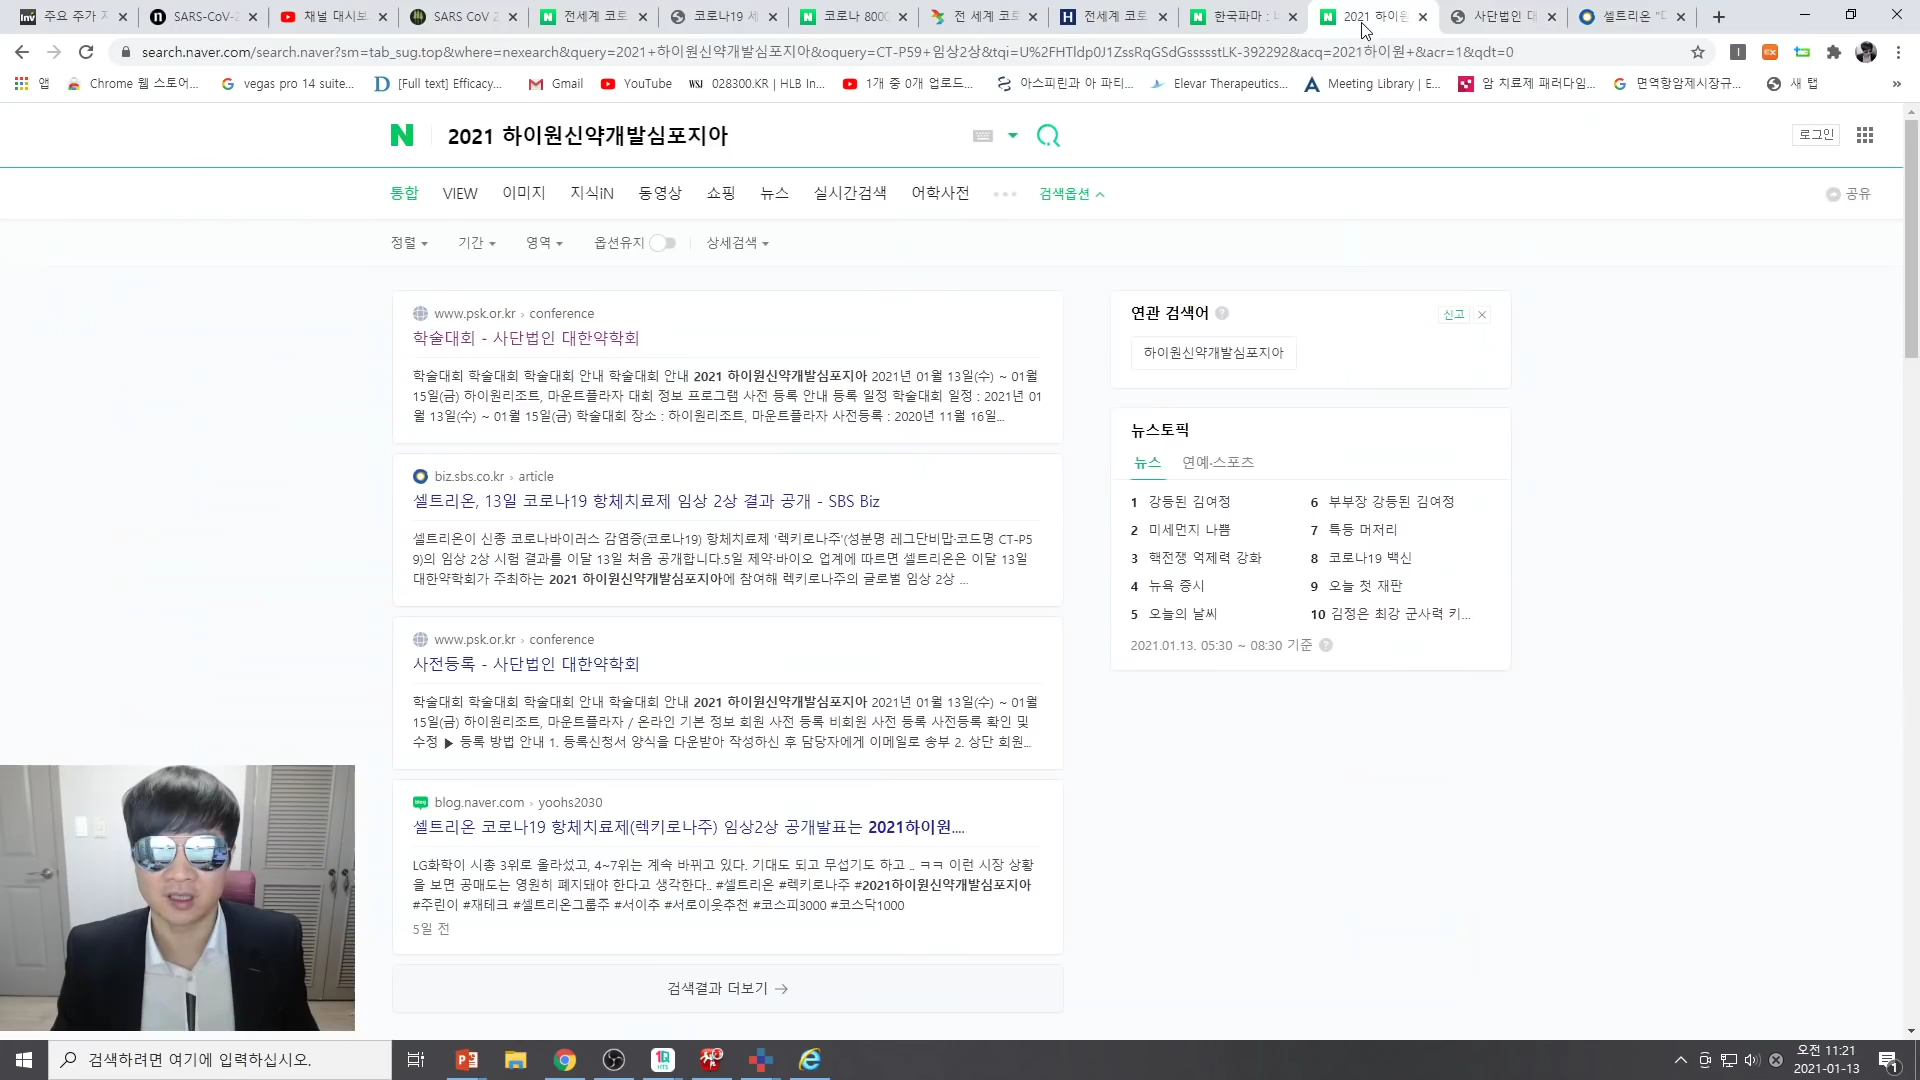 주요 주가 지
SARS-CoV-2
채널 대시보
SARS CoV 2
전세계 코로
코로나19 세
코로나 8000
전 세계 코로
전세계 코로
한국파마 : 네
2021 하이원
사단법인 대
셀트리온 "대
search.naver.com/search.naver?sm=tab_sug.top&where=nexearch&query=2021+하이원신약개발심포지아&oquery=CT-P59+임상2상&tqi=U%2FHTldp0J1ZssRqGSdGssssstLK-392292&acq=2021하이원+&acr=1&qdt=0
앱 Chrome 웹 스토어... vegas pro 14 suite... [Full text] Efficacy... Gmail YouTube WSJ 028300.KR | HLB In... 1개 중 0개 업로드... 아스피린과 아 파티... Elevar Therapeutics... Meeting Library | E... 암 치료제 패러다임... 면역항암제시장규... 새 탭 »
N 2021 하이원신약개발심포지아 로그인
통합 VIEW 이미지 지식iN 동영상 쇼핑 뉴스 실시간검색 어학사전 검색옵션 공유
정렬 기간 영역 옵션유지 상세검색
www.psk.or.kr › conference
학술대회 - 사단법인 대한약학회
학술대회 학술대회 학술대회 안내 학술대회 안내 2021 하이원신약개발심포지아 2021년 01월 13일(수) ~ 01월
15일(금) 하이원리조트, 마운트플라자 대회 정보 프로그램 사전 등록 안내 등록 일정 학술대회 일정 : 2021년 01
월 13일(수) ~ 01월 15일(금) 학술대회 장소 : 하이원리조트, 마운트플라자 사전등록 : 2020년 11월 16일...
biz.sbs.co.kr › article
셀트리온, 13일 코로나19 항체치료제 임상 2상 결과 공개 - SBS Biz
셀트리온이 신종 코로나바이러스 감염증(코로나19) 항체치료제 '렉키로나주'(성분명 레그단비맙·코드명 CT-P5
9)의 임상 2상 시험 결과를 이달 13일 처음 공개합니다.5일 제약·바이오 업계에 따르면 셀트리온은 이달 13일
대한약학회가 주최하는 2021 하이원신약개발심포지아에 참여해 렉키로나주의 글로벌 임상 2상 ...
www.psk.or.kr › conference
사전등록 - 사단법인 대한약학회
학술대회 학술대회 학술대회 안내 학술대회 안내 2021 하이원신약개발심포지아 2021년 01월 13일(수) ~ 01월
15일(금) 하이원리조트, 마운트플라자 / 온라인 기본 정보 회원 사전 등록 비회원 사전 등록 사전등록 확인 및
수정 ▶ 등록 방법 안내 1. 등록신청서 양식을 다운받아 작성하신 후 담당자에게 이메일로 송부 2. 상단 회원...
blog.naver.com › yoohs2030
셀트리온 코로나19 항체치료제(렉키로나주) 임상2상 공개발표는 2021하이원....
LG화학이 시총 3위로 올라섰고, 4~7위는 계속 바뀌고 있다. 기대도 되고 무섭기도 하고 .. ㅋㅋ 이런 시장 상황
을 보면 공매도는 영원히 폐지돼야 한다고 생각한다.. #셀트리온 #렉키로나주 #2021하이원신약개발심포지아
#주린이 #재테크 #셀트리온그룹주 #서이추 #서로이웃추천 #코스피3000 #코스닥1000
5일 전
검색결과 더보기 →
연관 검색어 신고
하이원신약개발심포지아
뉴스토픽
뉴스 연예·스포츠
1 강등된 김여정
2 미세먼지 나쁨
3 핵전쟁 억제력 강화
4 뉴욕 증시
5 오늘의 날씨
6 부부장 강등된 김여정
7 특등 머저리
8 코로나19 백신
9 오늘 첫 재판
10 김정은 최강 군사력 키...
2021.01.13. 05:30 ~ 08:30 기준
검색하려면 여기에 입력하십시오.
오전 11:21
2021-01-13